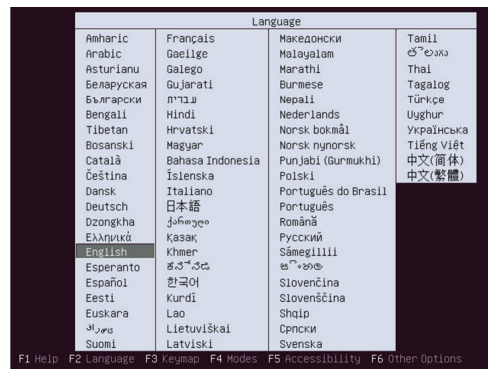 Language
Amharic
Arabic
Asturianu
Беларуская
Български
Bengali
Tibetan
Bosanski
Català
Čeština
Dansk
Deutsch
Dzongkha
Ελληνικά
English
Esperanto
Español
Eesti
Euskara
Suomi
Français
Gaeilge
Galego
Gujarati
עברית
Hindi
Hrvatski
Magyar
Bahasa Indonesia
Íslenska
Italiano
日本語
ქართული
Қазақ
Khmer
ಕನ್ನಡ
한국어
Kurdî
Lao
Lietuviškai
Latviski
Македонски
Malayalam
Marathi
Burmese
Nepali
Nederlands
Norsk bokmål
Norsk nynorsk
Punjabi (Gurmukhi)
Polski
Português do Brasil
Português
Română
Русский
Sámegillii
Slovenčina
Slovenščina
Shqip
Српски
Svenska
Tamil
తెలుగు
Thai
Tagalog
Türkçe
Uyghur
Українська
Tiếng Việt
中文(简体)
中文(繁體)
F1 Help F2 Language F3 Keymap F4 Modes F5 Accessibility F6 Other Options